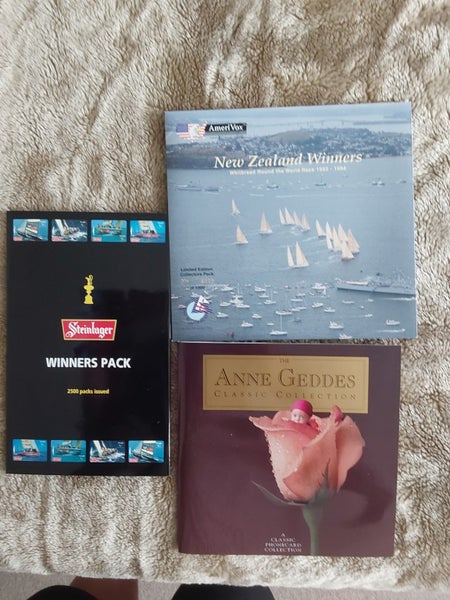 AmeriVox
New Zealand Winners
Whitbread Round the World Race 1993 - 1994
Limited Edition
Collectors Pack
Steinlager
WINNERS PACK
2500 packs issued
THE
ANNE GEDDES
CLASSIC COLLECTION
A
CLASSIC
PHONECARD
COLLECTION